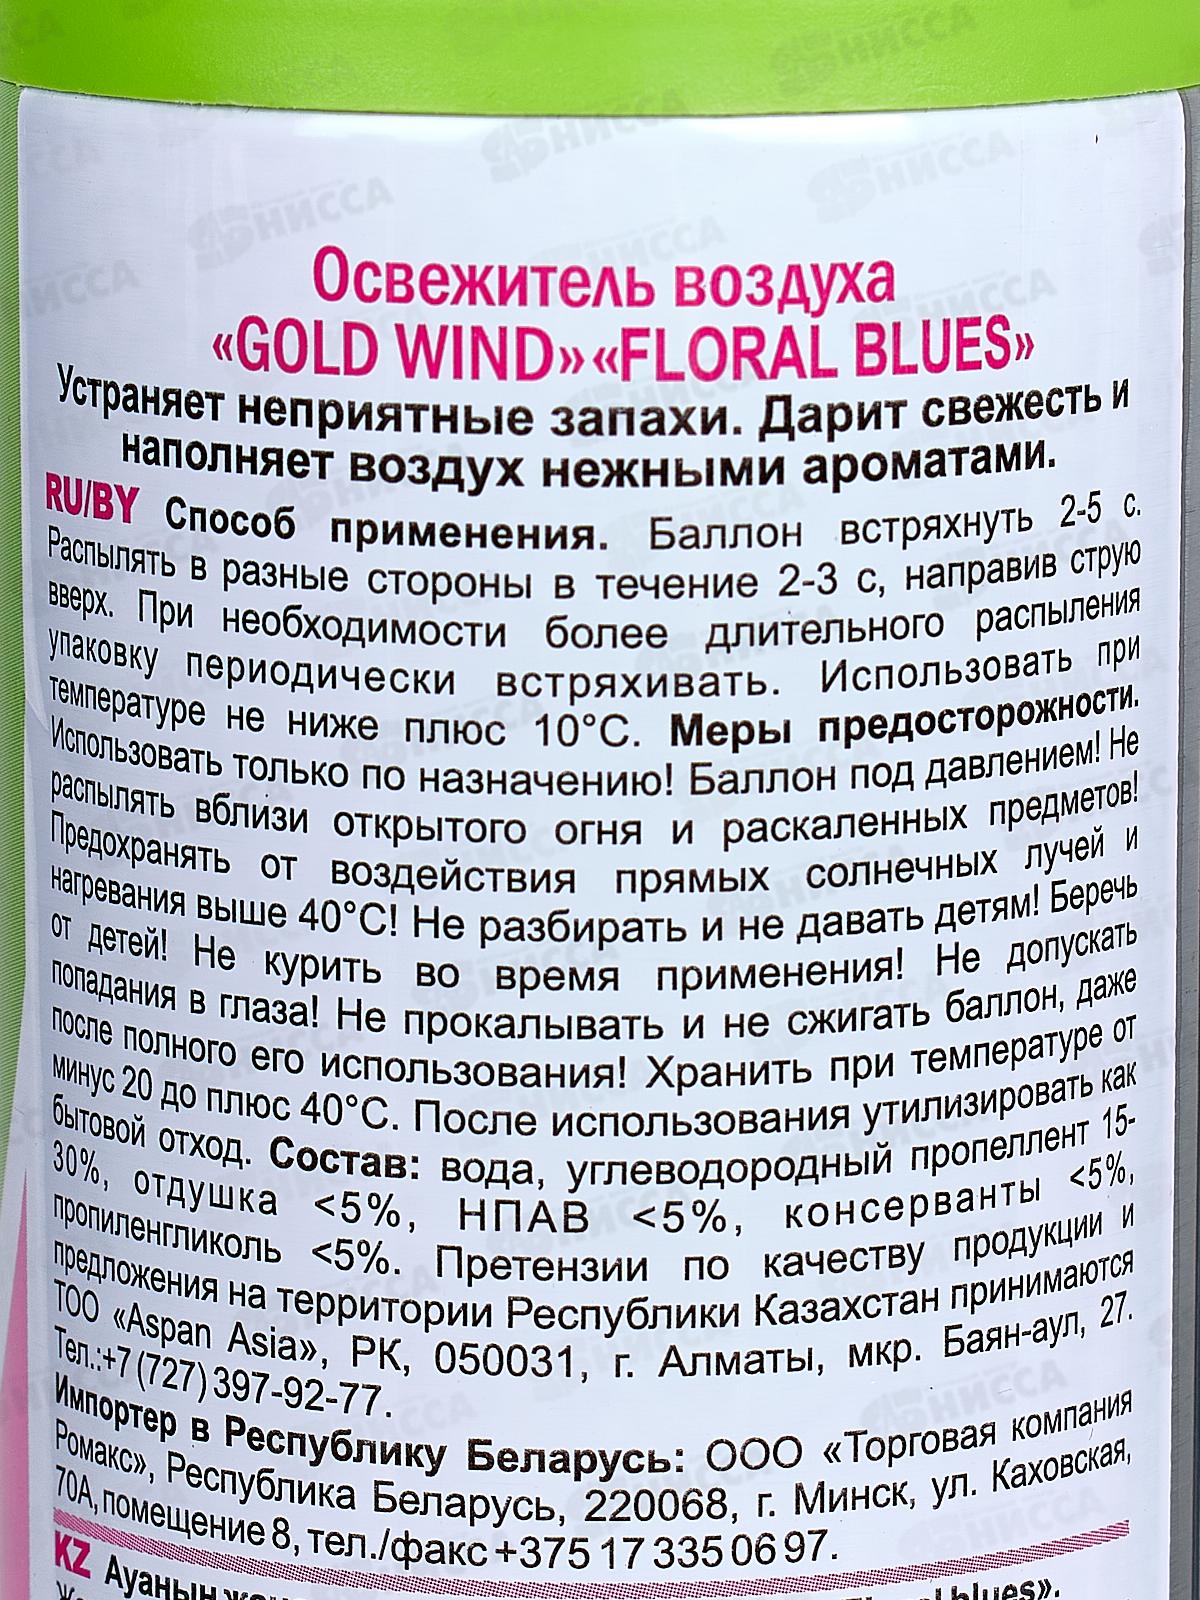 Освежитель воздуха
«GOLD WIND» «FLORAL BLUES»
Устраняет неприятные запахи. Дарит свежесть и
наполняет воздух нежными ароматами.
RU/BY Способ применения. Баллон встряхнуть 2-5 с.
Распылять в разные стороны в течение 2-3 с, направив струю
вверх. При необходимости более длительного распыления
упаковку периодически встряхивать. Использовать при
температуре не ниже плюс 10°С. Меры предосторожности.
Использовать только по назначению! Баллон под давлением! Не
распылять вблизи открытого огня и раскаленных предметов!
Предохранять от воздействия прямых солнечных лучей и
нагревания выше 40°С! Не разбирать и не давать детям! Беречь
от детей! Не курить во время применения! Не допускать
попадания в глаза! Не прокалывать и не сжигать баллон, даже
после полного его использования! Хранить при температуре от
минус 20 до плюс 40°С. После использования утилизировать как
бытовой отход. Состав: вода, углеводородный пропеллент 15-
30%, отдушка <5%, НПАВ <5%, консерванты <5%,
пропиленгликоль <5%. Претензии по качеству продукции и
предложения на территории Республики Казахстан принимаются
ТОО «Aspan Asia», РК, 050031, г. Алматы, мкр. Баян-аул, 27.
Тел.:+7 (727) 397-92-77.
Импортер в Республику Беларусь: ООО «Торговая компания
Ромакс», Республика Беларусь, 220068, г. Минск, ул. Каховская,
70А, помещение 8, тел./факс +375 17 335 06 97.
KZ Ауанын blues».